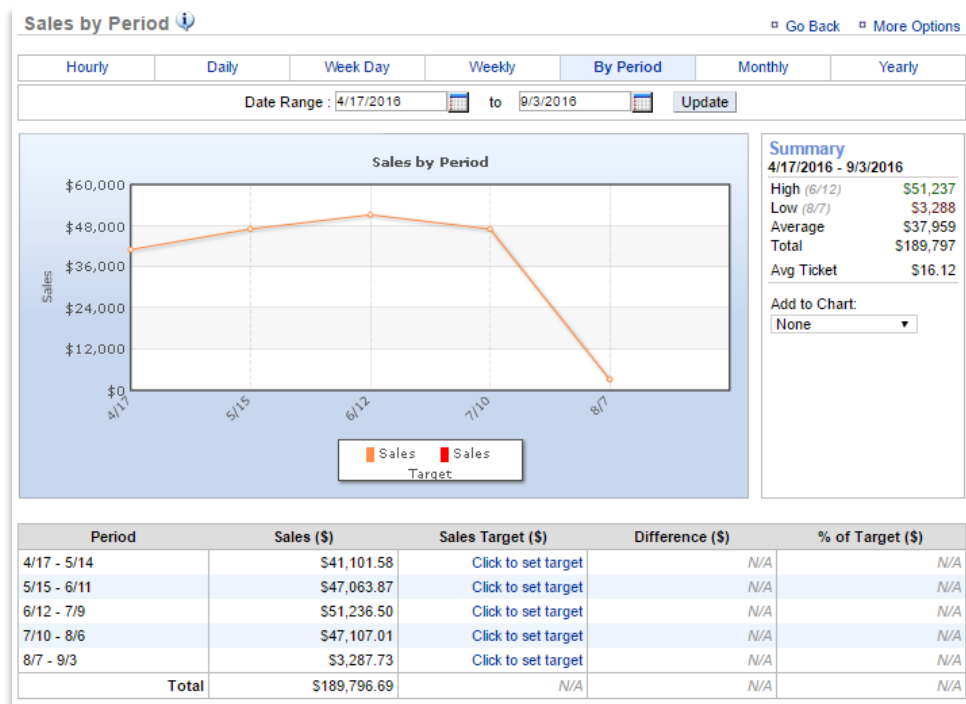 Sales by Period
Go Back More Options
Hourly Daily Week Day Weekly By Period Monthly Yearly
Date Range : 4/17/2016 to 9/3/2016 Update
Sales by Period
$60,000
$48,000
$36,000
$24,000
$12,000
$0
Sales
4/17 5/15 6/12 7/10 8/7
Sales Sales
Target
Summary
4/17/2016 - 9/3/2016
High (6/12) $51,237
Low (8/7) $3,288
Average $37,959
Total $189,797
Avg Ticket $16.12
Add to Chart:
None
Period Sales ($) Sales Target ($) Difference ($) % of Target ($)
4/17 - 5/14 $41,101.58 Click to set target N/A N/A
5/15 - 6/11 $47,063.87 Click to set target N/A N/A
6/12 - 7/9 $51,236.50 Click to set target N/A N/A
7/10 - 8/6 $47,107.01 Click to set target N/A N/A
8/7 - 9/3 $3,287.73 Click to set target N/A N/A
Total $189,796.69 N/A N/A N/A